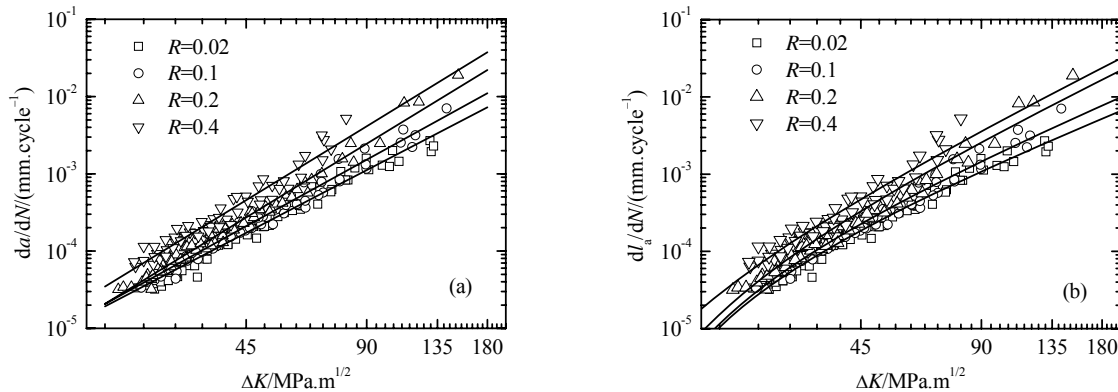 10⁻¹
10⁻²
10⁻³
10⁻⁴
10⁻⁵
da/dN/(mm.cycle⁻¹)
R=0.02
R=0.1
R=0.2
R=0.4
(a)
45 90 135 180
ΔK/MPa.m¹/²
10⁻¹
10⁻²
10⁻³
10⁻⁴
10⁻⁵
dlₐ/dN/(mm.cycle⁻¹)
R=0.02
R=0.1
R=0.2
R=0.4
(b)
45 90 135 180
ΔK/MPa.m¹/²